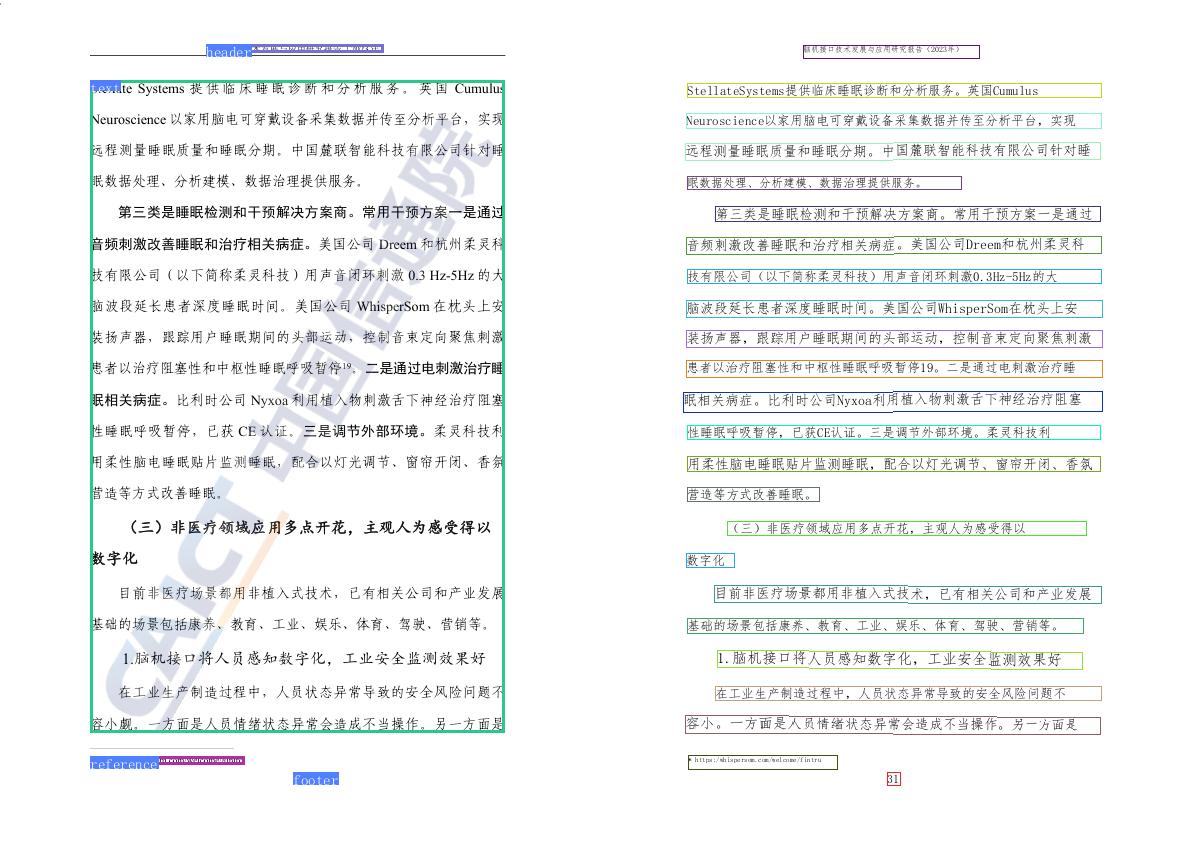 header
text
Stellate Systems 提供临床睡眠诊断和分析服务。英国 Cumulus
Neuroscience 以家用脑电可穿戴设备采集数据并传至分析平台，实现
远程测量睡眠质量和睡眠分期。中国麓联智能科技有限公司针对睡
眠数据处理、分析建模、数据治理提供服务。
第三类是睡眠检测和干预解决方案商。常用干预方案一是通过
音频刺激改善睡眠和治疗相关病症。美国公司 Dreem 和杭州柔灵科
技有限公司（以下简称柔灵科技）用声音闭环刺激 0.3 Hz-5Hz 的大
脑波段延长患者深度睡眠时间。美国公司 WhisperSom 在枕头上安
装扬声器，跟踪用户睡眠期间的头部运动，控制音束定向聚焦刺激
患者以治疗阻塞性和中枢性睡眠呼吸暂停19。二是通过电刺激治疗睡
眠相关病症。比利时公司 Nyxoa 利用植入物刺激舌下神经治疗阻塞
性睡眠呼吸暂停，已获 CE 认证。三是调节外部环境。柔灵科技利
用柔性脑电睡眠贴片监测睡眠，配合以灯光调节、窗帘开闭、香氛
营造等方式改善睡眠。
（三）非医疗领域应用多点开花，主观人为感受得以
数字化
目前非医疗场景都用非植入式技术，已有相关公司和产业发展
基础的场景包括康养、教育、工业、娱乐、体育、驾驶、营销等。
1.脑机接口将人员感知数字化，工业安全监测效果好
在工业生产制造过程中，人员状态异常导致的安全风险问题不
容小觑。一方面是人员情绪状态异常会造成不当操作。另一方面是
CAICT 中国信通院
reference
footer
脑机接口技术发展与应用研究报告（2023年）
StellateSystems提供临床睡眠诊断和分析服务。英国Cumulus
Neuroscience以家用脑电可穿戴设备采集数据并传至分析平台，实现
远程测量睡眠质量和睡眠分期。中国麓联智能科技有限公司针对睡
眠数据处理、分析建模、数据治理提供服务。
第三类是睡眠检测和干预解决方案商。常用干预方案一是通过
音频刺激改善睡眠和治疗相关病症。美国公司Dreem和杭州柔灵科
技有限公司（以下简称柔灵科技）用声音闭环刺激0.3Hz-5Hz的大
脑波段延长患者深度睡眠时间。美国公司WhisperSom在枕头上安
装扬声器，跟踪用户睡眠期间的头部运动，控制音束定向聚焦刺激
患者以治疗阻塞性和中枢性睡眠呼吸暂停19。二是通过电刺激治疗睡
眠相关病症。比利时公司Nyxoa利用植入物刺激舌下神经治疗阻塞
性睡眠呼吸暂停，已获CE认证。三是调节外部环境。柔灵科技利
用柔性脑电睡眠贴片监测睡眠，配合以灯光调节、窗帘开闭、香氛
营造等方式改善睡眠。
（三）非医疗领域应用多点开花，主观人为感受得以
数字化
目前非医疗场景都用非植入式技术，已有相关公司和产业发展
基础的场景包括康养、教育、工业、娱乐、体育、驾驶、营销等。
1.脑机接口将人员感知数字化，工业安全监测效果好
在工业生产制造过程中，人员状态异常导致的安全风险问题不
容小。一方面是人员情绪状态异常会造成不当操作。另一方面是
https:/whispersom.com/welcome/fintru
31